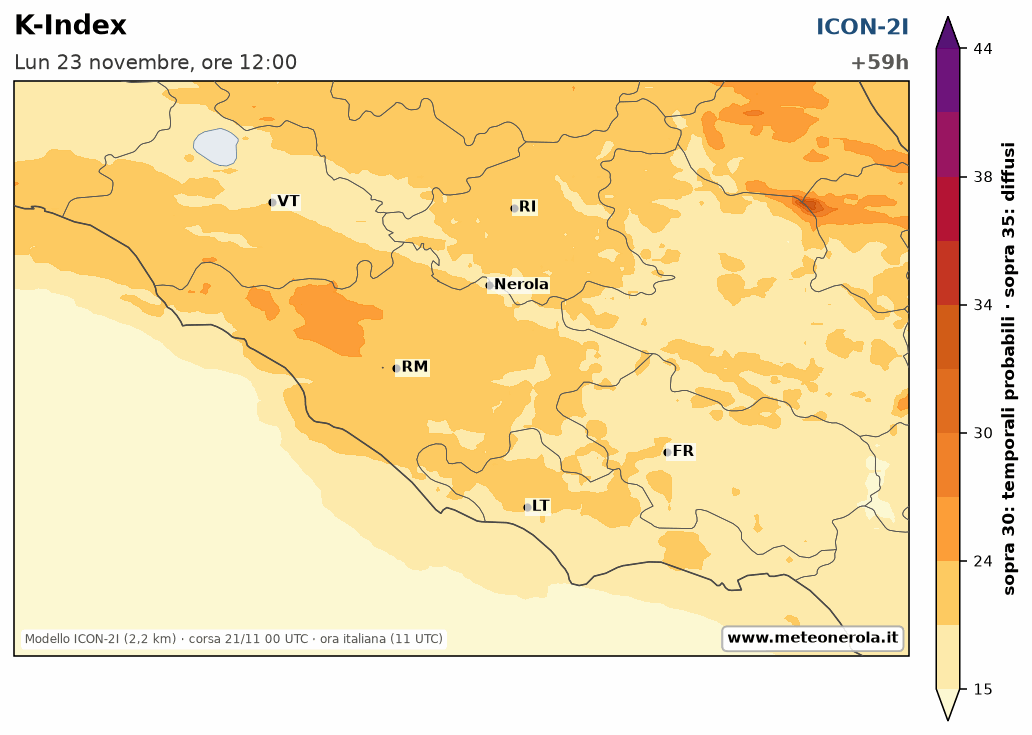 K-Index
ICON-2I
Lun 23 novembre, ore 12:00
+59h
VT
RI
Nerola
RM
FR
LT
Modello ICON-2I (2,2 km) · corsa 21/11 00 UTC · ora italiana (11 UTC)
www.meteonerola.it
44
38
34
30
24
15
sopra 30: temporali probabili · sopra 35: diffusi